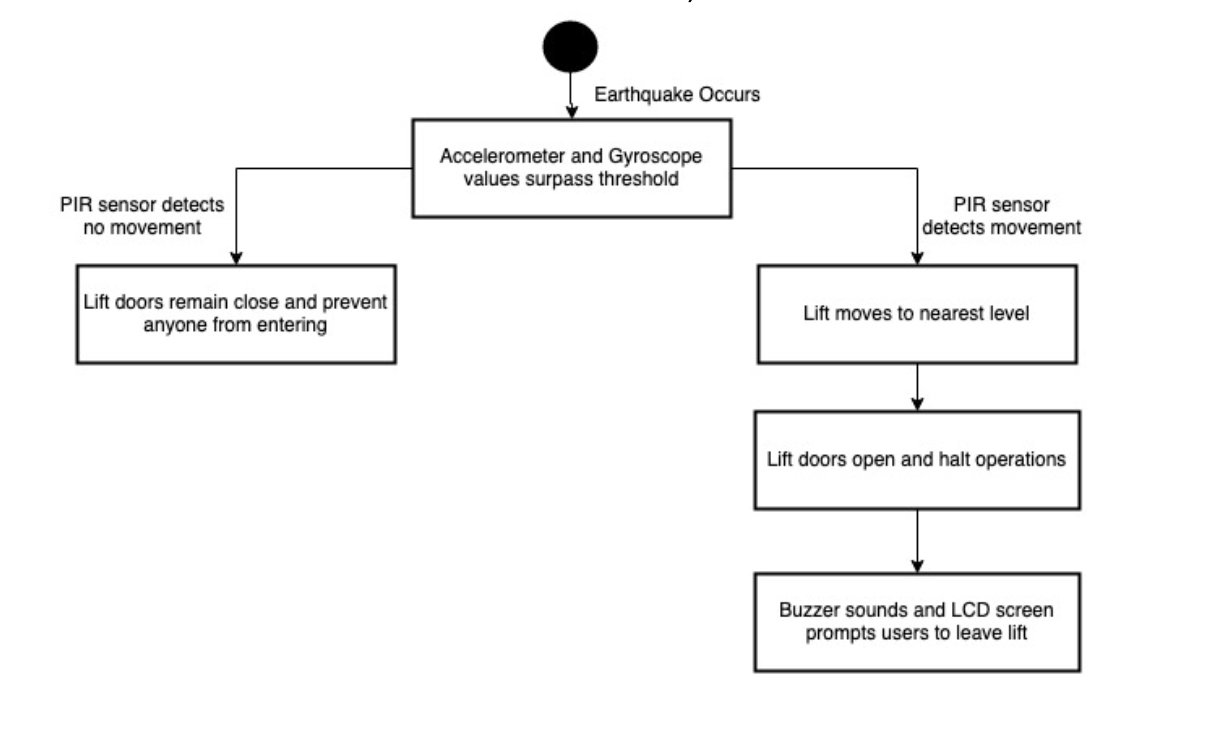 Earthquake Occurs
Accelerometer and Gyroscope
values surpass threshold
PIR sensor detects
no movement
PIR sensor
detects movement
Lift doors remain close and prevent
anyone from entering
Lift moves to nearest level
Lift doors open and halt operations
Buzzer sounds and LCD screen
prompts users to leave lift